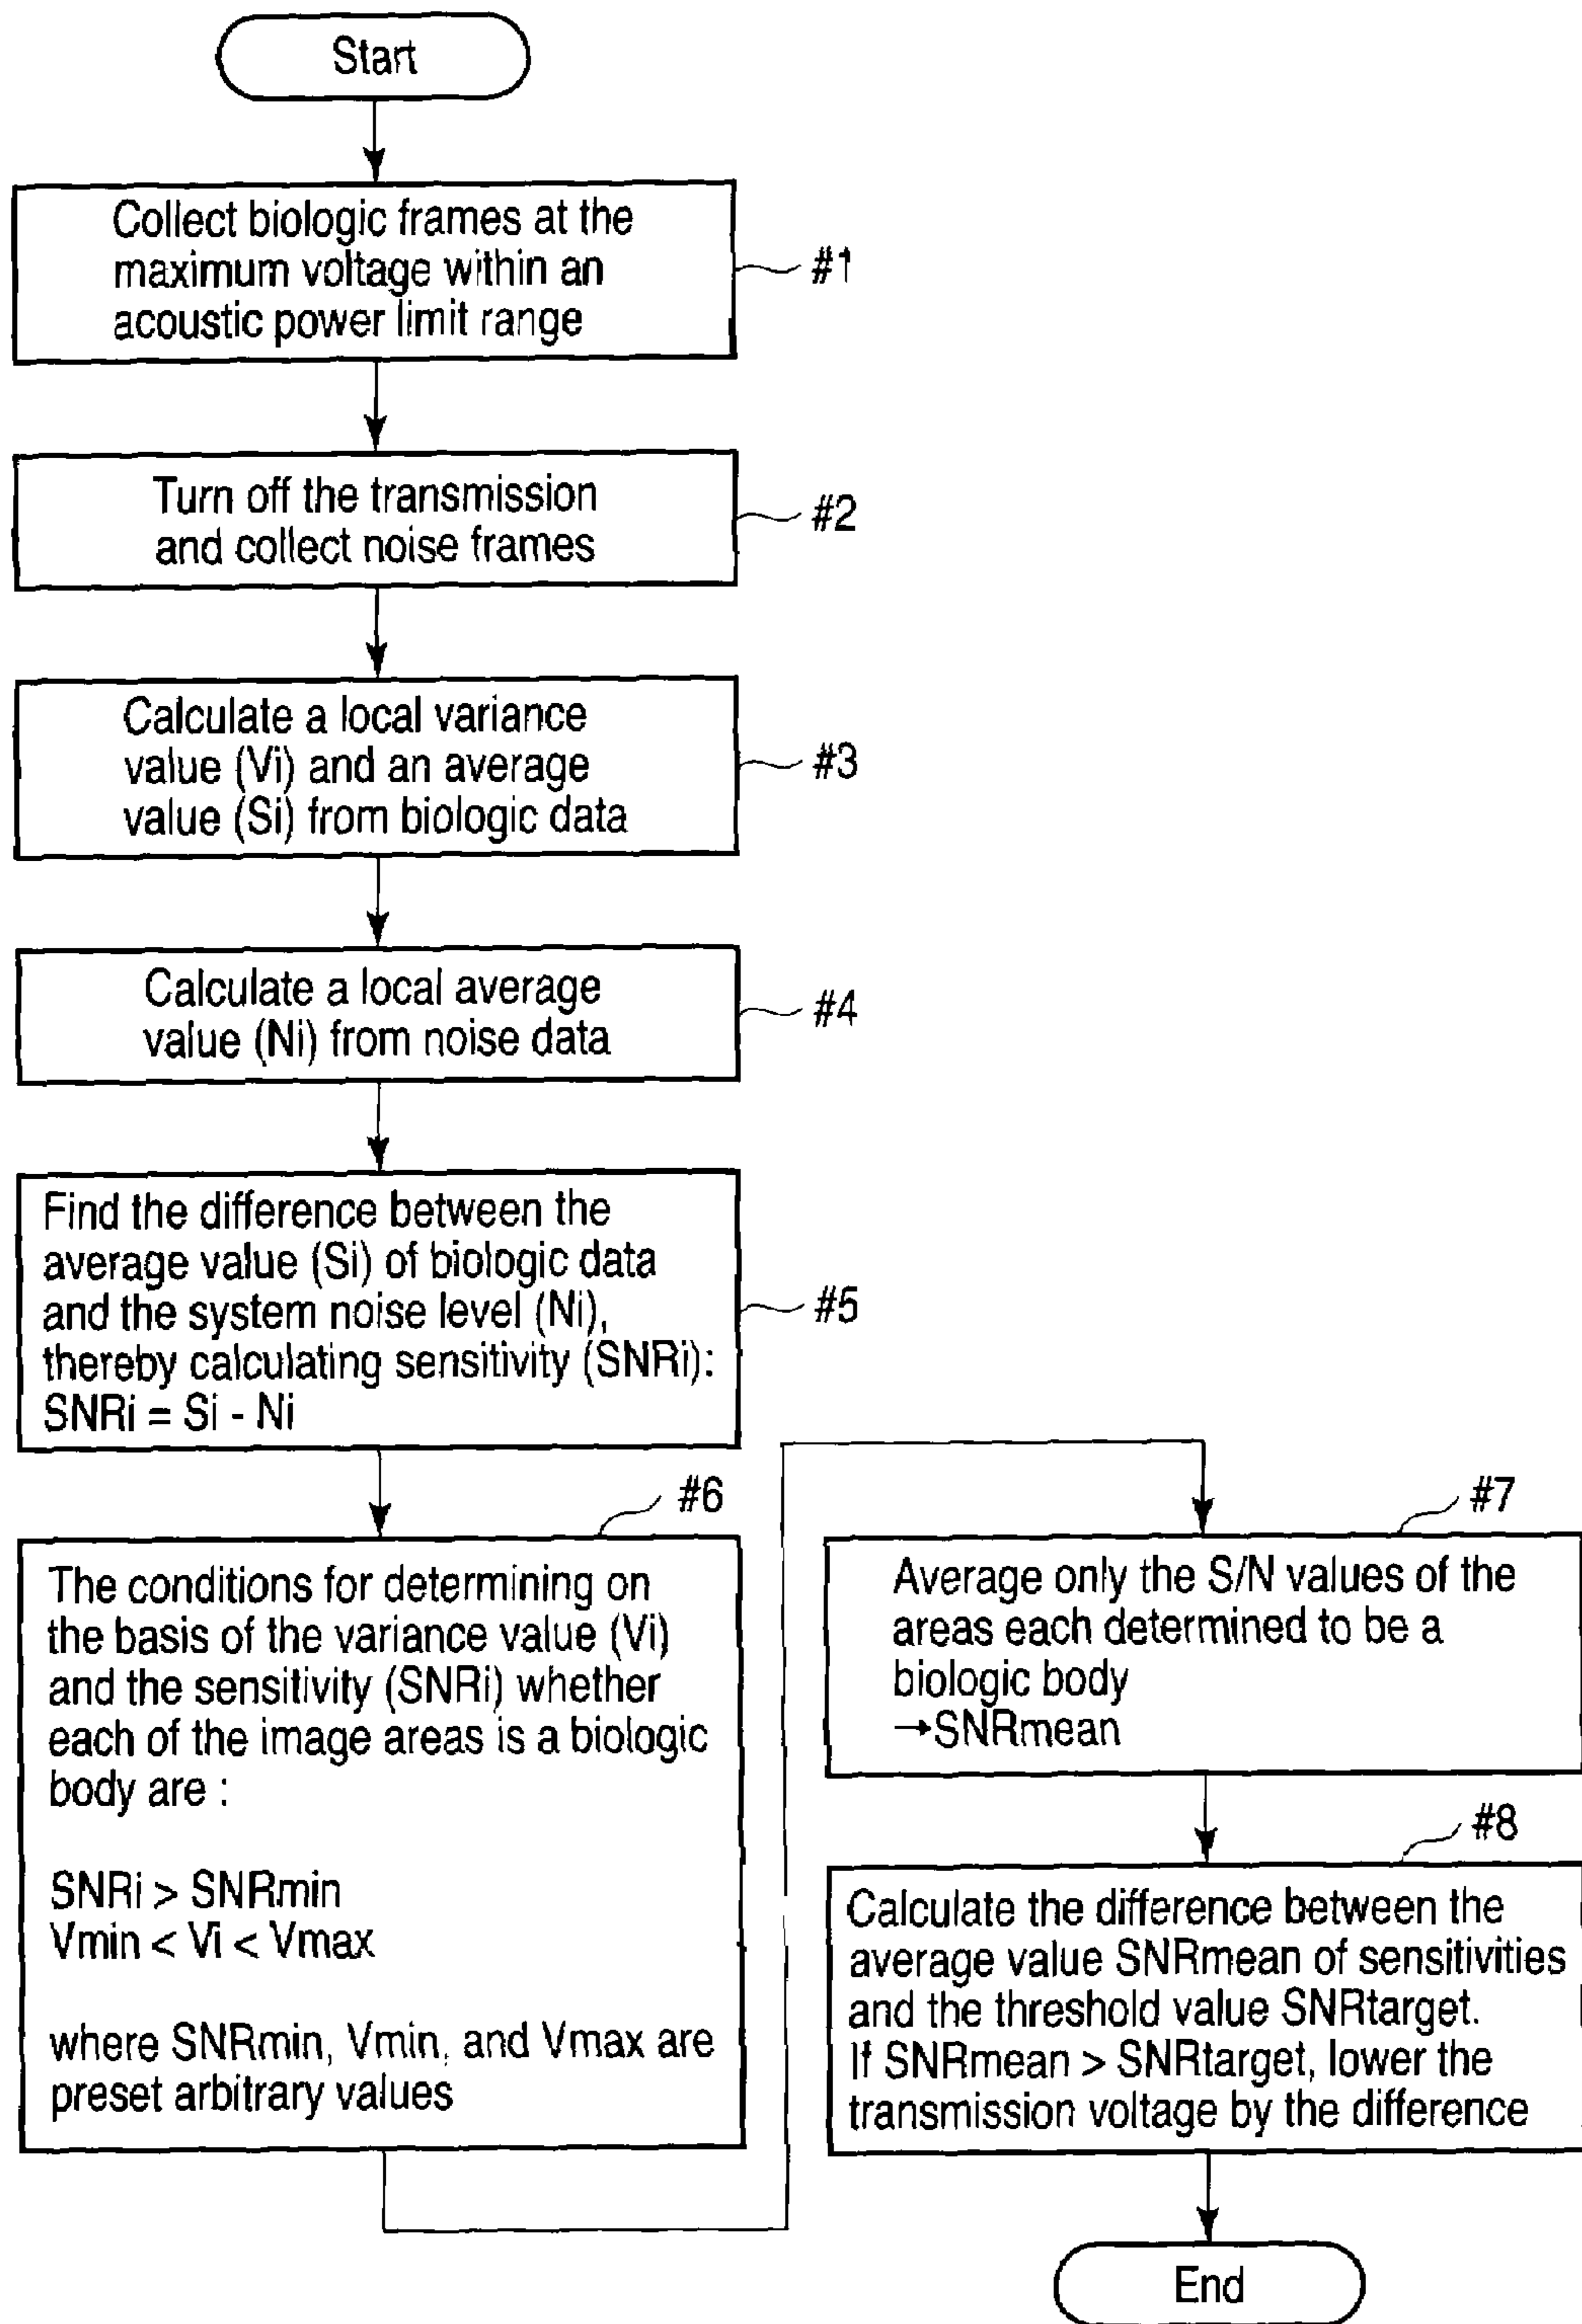 Start
Collect biologic frames at the
maximum voltage within an
acoustic power limit range
#1
Turn off the transmission
and collect noise frames
#2
Calculate a local variance
value (Vi) and an average
value (Si) from biologic data
#3
Calculate a local average
value (Ni) from noise data
#4
Find the difference between the
average value (Si) of biologic data
and the system noise level (Ni),
thereby calculating sensitivity (SNRi):
SNRi = Si - Ni
#5
#6
The conditions for determining on
the basis of the variance value (Vi)
and the sensitivity (SNRi) whether
each of the image areas is a biologic
body are :
SNRi > SNRmin
Vmin < Vi < Vmax
where SNRmin, Vmin, and Vmax are
preset arbitrary values
#7
Average only the S/N values of the
areas each determined to be a
biologic body
→SNRmean
#8
Calculate the difference between the
average value SNRmean of sensitivities
and the threshold value SNRtarget.
If SNRmean > SNRtarget, lower the
transmission voltage by the difference
End